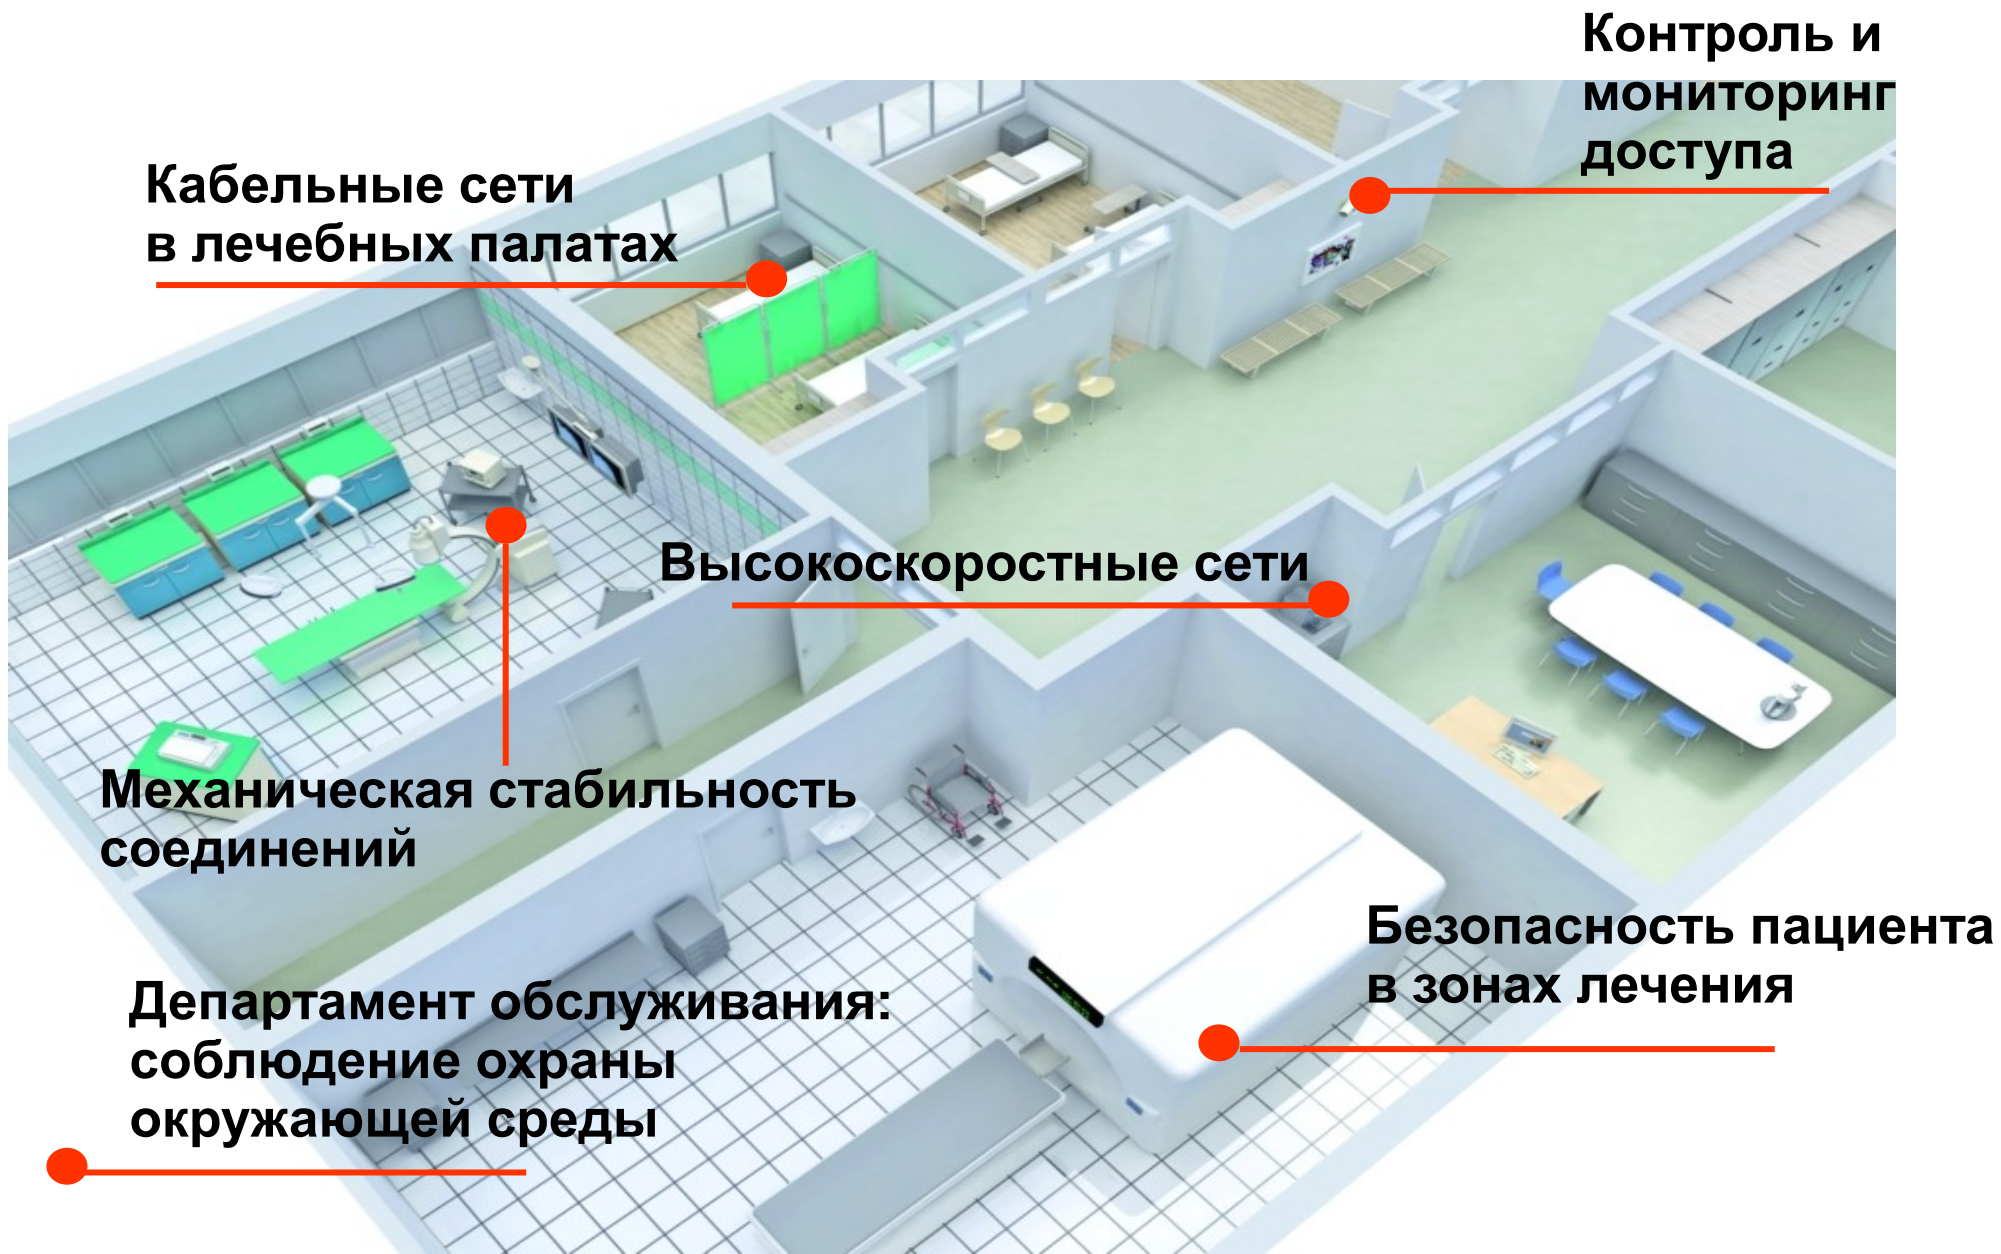 Контроль и
мониторинг
доступа
Кабельные сети
в лечебных палатах
Высокоскоростные сети
Механическая стабильность
соединений
Безопасность пациента
в зонах лечения
Департамент обслуживания:
соблюдение охраны
окружающей среды